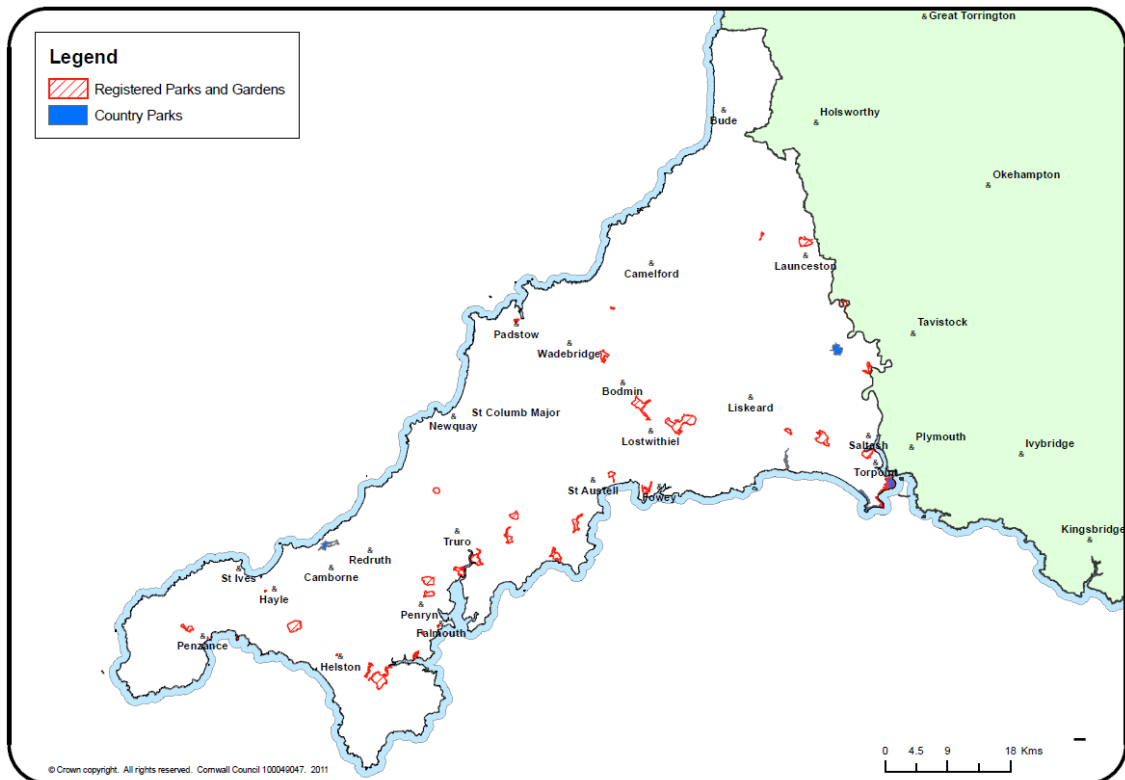 Great Torrington
Legend
Registered Parks and Gardens
Country Parks
Bude
Holsworthy
Okehampton
Launceston
Camelford
Padstow
Tavistock
Wadebridge
Bodmin
St Columb Major
Newquay
Liskeard
Lostwithiel
Saltash
Plymouth
Ivybridge
Torpoint
St Austell
Fowey
Kingsbridge
Truro
Redruth
Camborne
St Ives
Hayle
Penryn
Falmouth
Penzance
Helston
0 4.5 9 18 Kms
© Crown copyright. All rights reserved. Cornwall Council 100049047. 2011